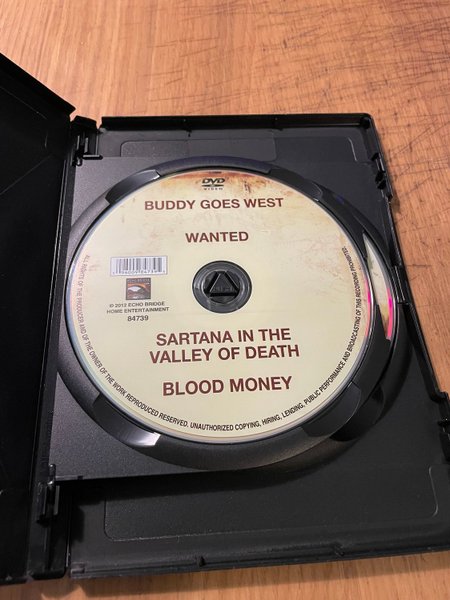 DVD
VIDEO
BUDDY GOES WEST
WANTED
© 2012 ECHO BRIDGE
HOME ENTERTAINMENT
84739
SARTANA IN THE
VALLEY OF DEATH
BLOOD MONEY
ALL RIGHTS OF THE PRODUCER AND OF THE OWNER OF THE WORK REPRODUCED RESERVED. UNAUTHORIZED COPYING, HIRING, LENDING, PUBLIC PERFORMANCE AND BROADCASTING OF THIS RECORDING PROHIBITED